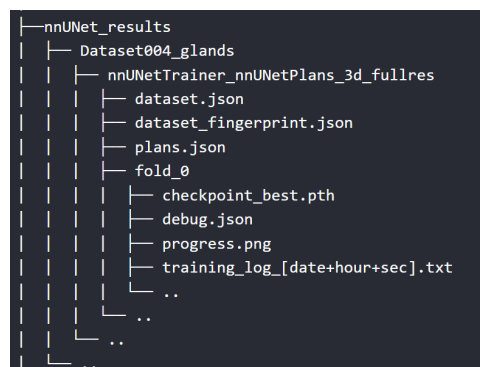 ├──nnUNet_results
│   ├── Dataset004_glands
│   │   ├── nnUNetTrainer_nnUNetPlans_3d_fullres
│   │   │   ├── dataset.json
│   │   │   ├── dataset_fingerprint.json
│   │   │   ├── plans.json
│   │   │   ├── fold_0
│   │   │   │   ├── checkpoint_best.pth
│   │   │   │   ├── debug.json
│   │   │   │   ├── progress.png
│   │   │   │   ├── training_log_[date+hour+sec].txt
│   │   │   │   └── ..
│   │   │   └── ..
│   │   └── ..
│   └── ..